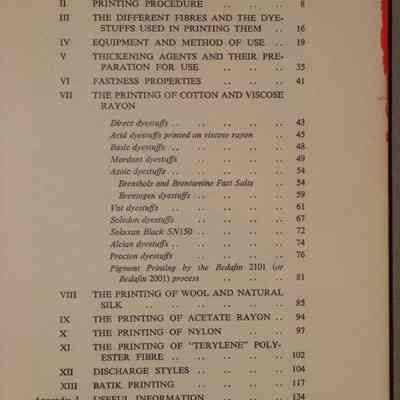 II PRINTING PROCEDURE .. .. .. 8
III THE DIFFERENT FIBRES AND THE DYE-
STUFFS USED IN PRINTING THEM .. 16
IV EQUIPMENT AND METHOD OF USE .. 19
V THICKENING AGENTS AND THEIR PRE-
PARATION FOR USE .. .. .. 35
VI FASTNESS PROPERTIES .. .. 41
VII THE PRINTING OF COTTON AND VISCOSE
RAYON
Direct dyestuffs .. .. .. .. .. 43
Acid dyestuffs printed on viscose rayon .. 45
Basic dyestuffs .. .. .. .. .. 48
Mordant dyestuffs .. .. .. .. 49
Azoic dyestuffs .. .. .. .. .. 54
Brenthols and Brentamine Fast Salts .. 54
Brentogen dyestuffs .. .. .. .. 59
Vat dyestuffs .. .. .. .. .. 61
Soledon dyestuffs .. .. .. .. 67
Soloxan Black SN150 .. .. .. .. 72
Alcian dyestuffs .. .. .. .. .. 74
Procion dyestuffs .. .. .. .. 76
Pigment Printing by the Bedafin 2101 (or
Bedafin 2001) process .. .. .. 81
VIII THE PRINTING OF WOOL AND NATURAL
SILK .. .. .. .. .. .. 85
IX THE PRINTING OF ACETATE RAYON .. 94
X THE PRINTING OF NYLON .. .. 97
XI THE PRINTING OF "TERYLENE" POLY-
ESTER FIBRE .. .. .. .. .. 102
XII DISCHARGE STYLES .. .. .. .. 104
XIII BATIK PRINTING .. .. .. .. 117
Appendix I USEFUL INFORMATION .. .. .. 134